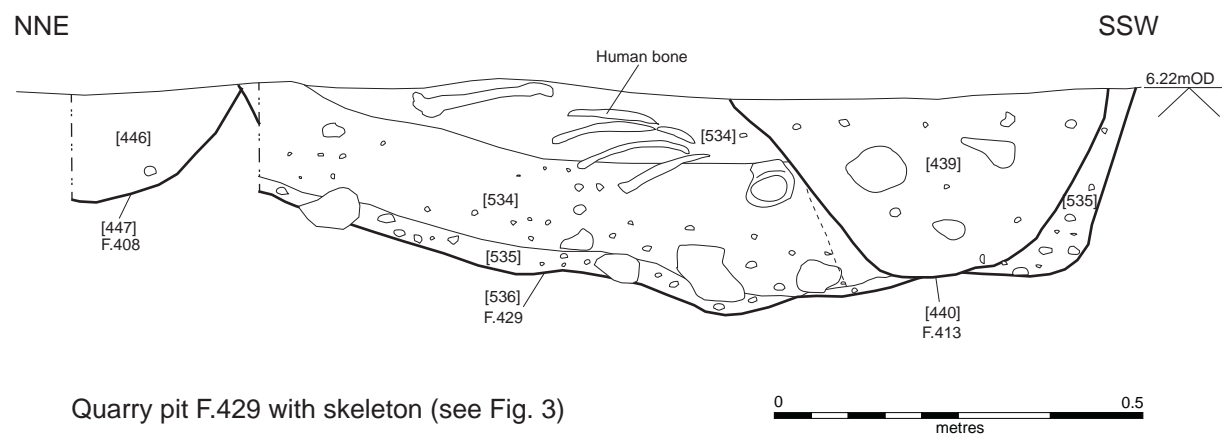 NNE
SSW
Human bone
6.22mOD
[446]
[534]
[439]
[534]
[535]
[447]
F.408
[535]
[536]
F.429
[440]
F.413
Quarry pit F.429 with skeleton (see Fig. 3)
0
0.5
metres